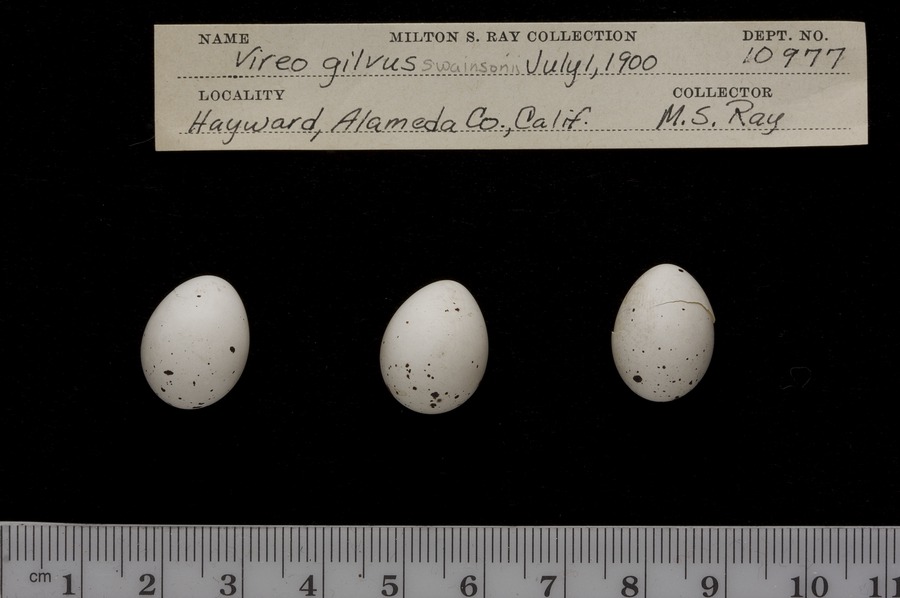 NAME MILTON S. RAY COLLECTION DEPT. NO.
Vireo gilvus swainsonii July 1, 1900 10977
LOCALITY COLLECTOR
Hayward, Alameda Co., Calif. M. S. Ray
cm 1 2 3 4 5 6 7 8 9 10 11